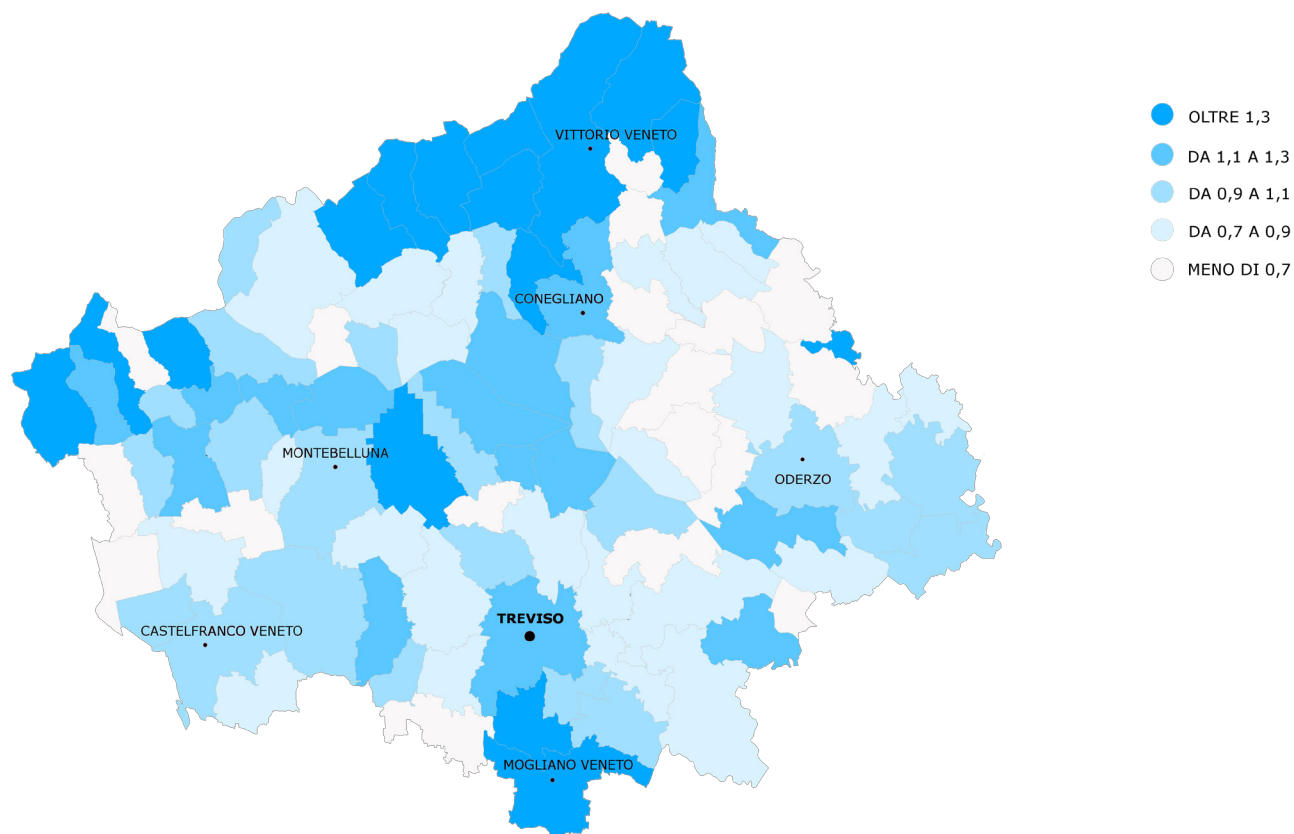 VITTORIO VENETO
CONEGLIANO
MONTEBELLUNA
ODERZO
TREVISO
CASTELFRANCO VENETO
MOGLIANO VENETO
OLTRE 1,3
DA 1,1 A 1,3
DA 0,9 A 1,1
DA 0,7 A 0,9
MENO DI 0,7